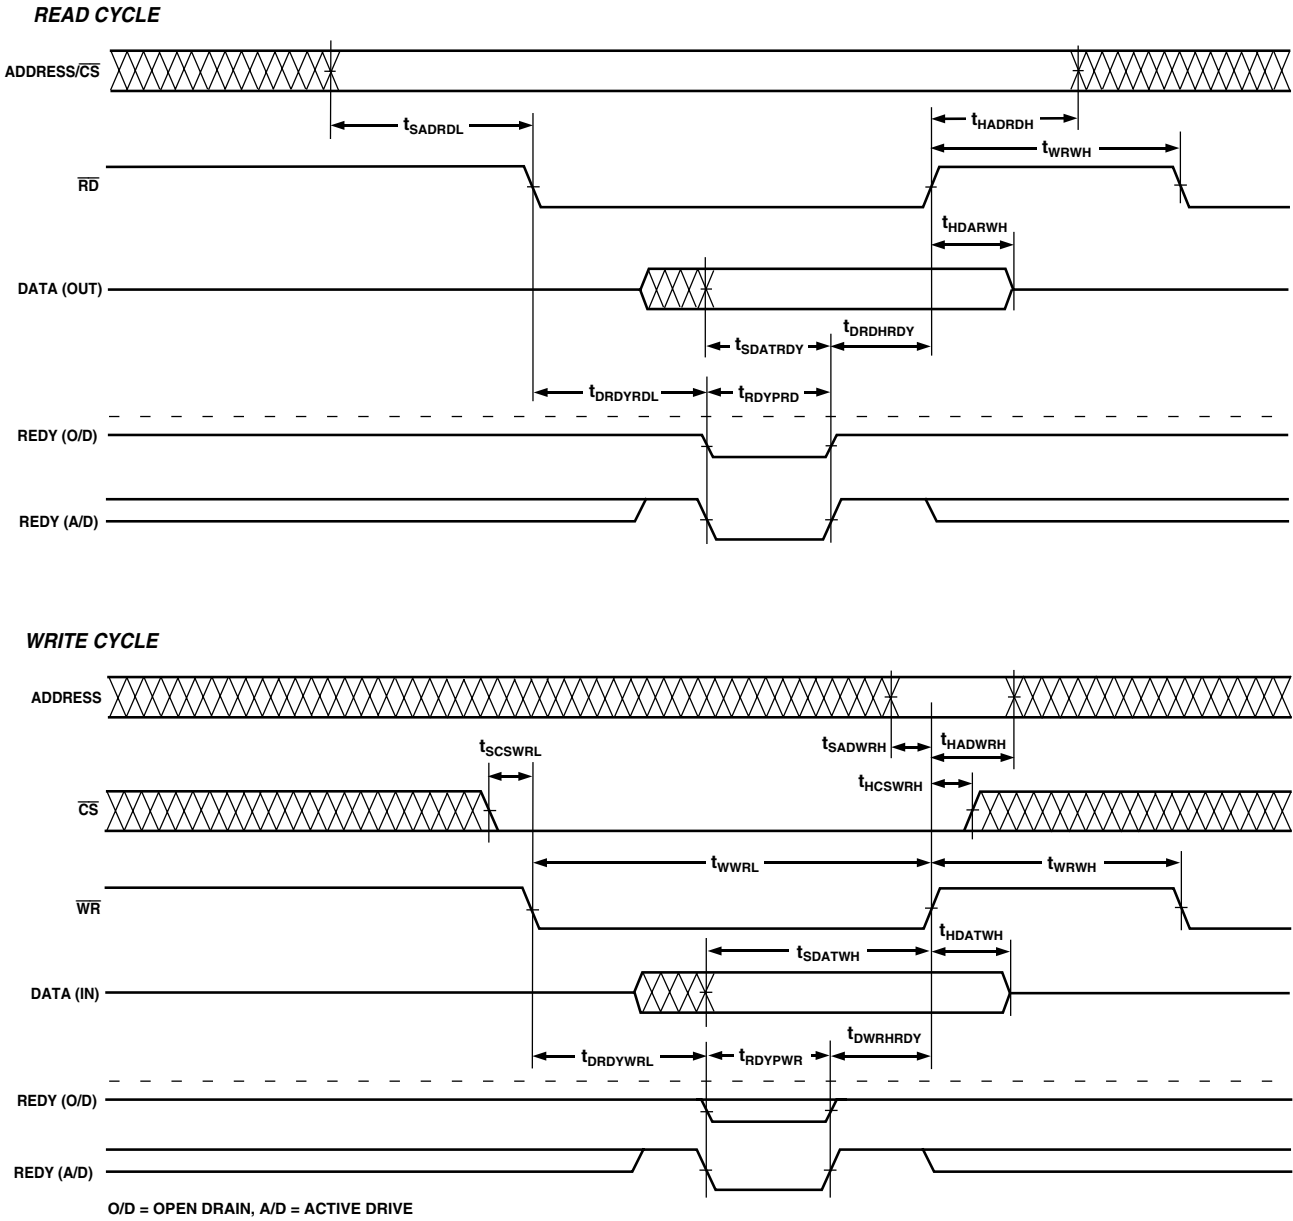 READ CYCLE
ADDRESS/CS
tSADRDL
tHADRDH
tWRWH
RD
tHDARWH
DATA (OUT)
tSDATRDY
tDRDHRDY
tDRDYRDL
tRDYPRD
REDY (O/D)
REDY (A/D)
WRITE CYCLE
ADDRESS
tSCSWRL
tSADWRH
tHADWRH
tHCSWRH
CS
tWWRL
tWRWH
WR
tSDATWH
tHDATWH
DATA (IN)
tDRDYWRL
tRDYPWR
tDWRHRDY
REDY (O/D)
REDY (A/D)
O/D = OPEN DRAIN, A/D = ACTIVE DRIVE